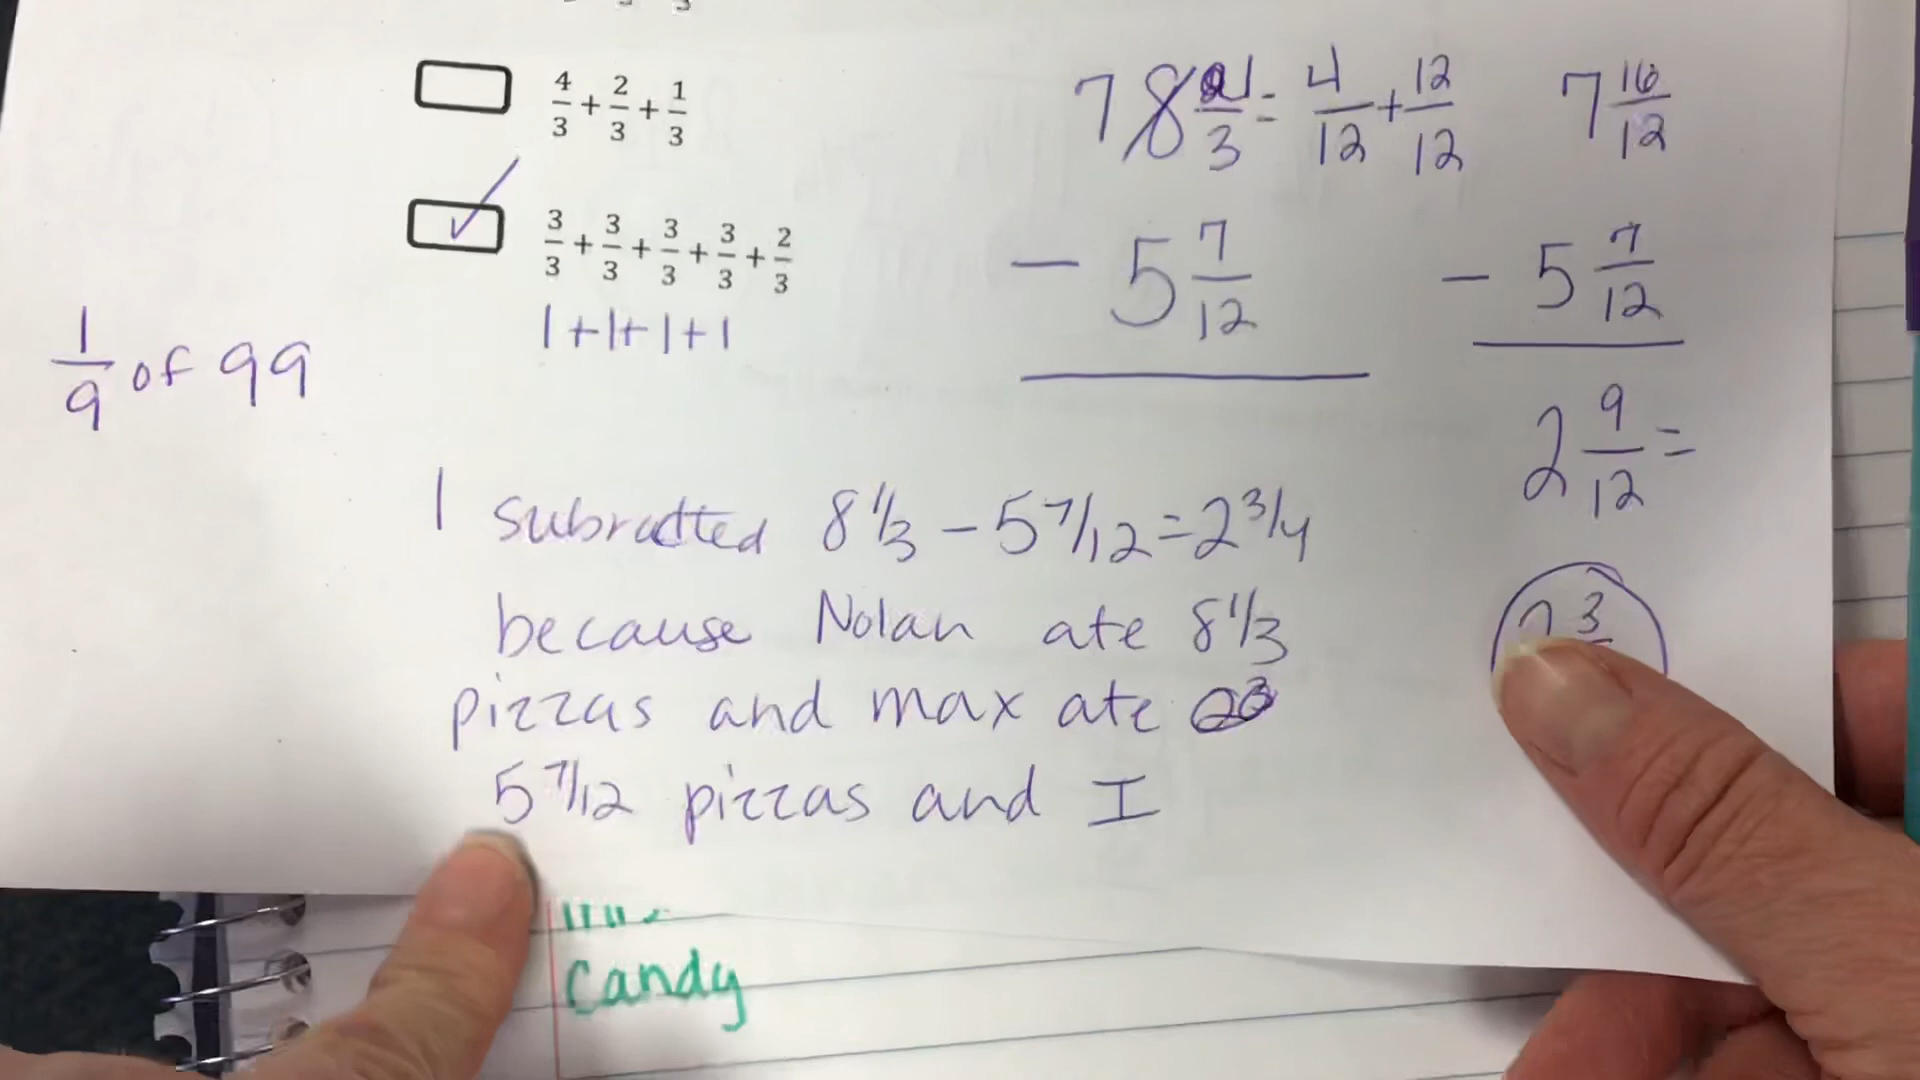 4/3 + 2/3 + 1/3
3/3 + 3/3 + 3/3 + 3/3 + 2/3
1+1+1+1
1/9 of 99
7 8 1/3 = 4/12 + 12/12
- 5 7/12
7 16/12
- 5 7/12
2 9/12 =
3
I subracted 8 1/3 - 5 7/12 = 2 3/4
because Nolan ate 8 1/3
pizzas and max ate
5 7/12 pizzas and I
Candy